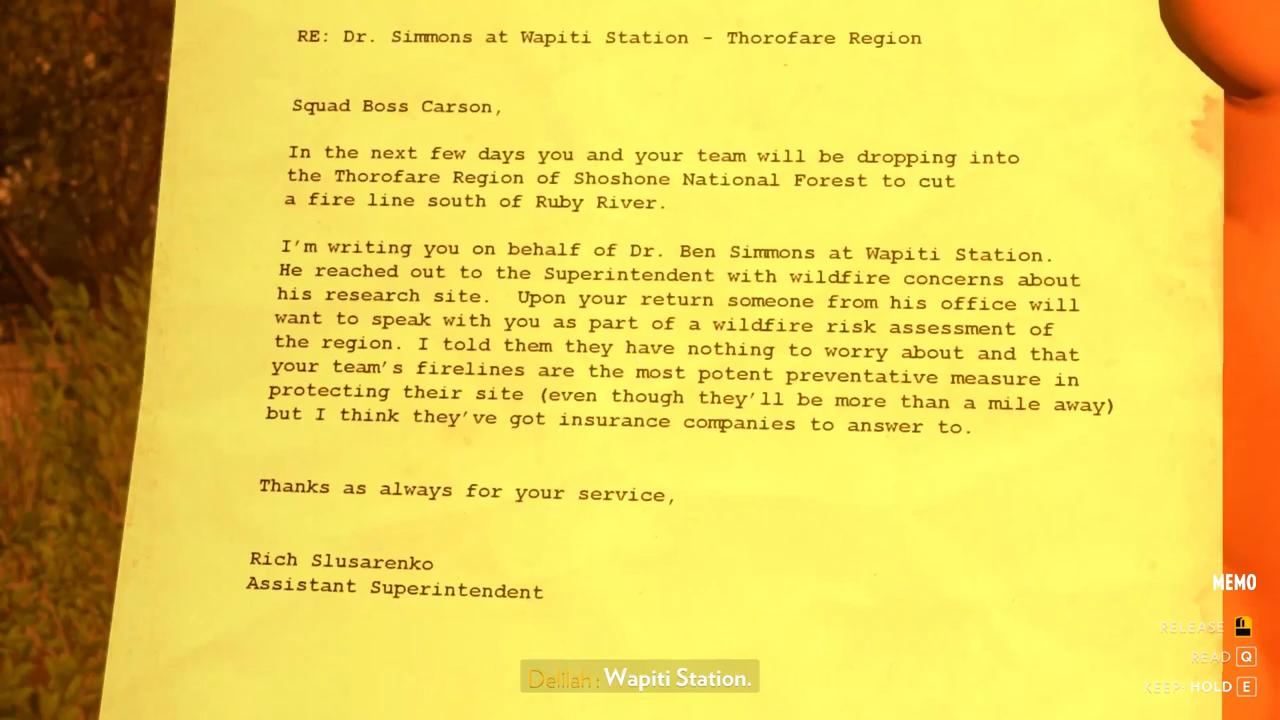 RE: Dr. Simmons at Wapiti Station - Thorofare Region
Squad Boss Carson,
In the next few days you and your team will be dropping into
the Thorofare Region of Shoshone National Forest to cut
a fire line south of Ruby River.
I'm writing you on behalf of Dr. Ben Simmons at Wapiti Station.
He reached out to the Superintendent with wildfire concerns about
his research site.  Upon your return someone from his office will
want to speak with you as part of a wildfire risk assessment of
the region. I told them they have nothing to worry about and that
your team's firelines are the most potent preventative measure in
protecting their site (even though they'll be more than a mile away)
but I think they've got insurance companies to answer to.
Thanks as always for your service,
Rich Slusarenko
Assistant Superintendent
MEMO
RELEASE
READ Q
KEEP: HOLD E
Delilah: Wapiti Station.